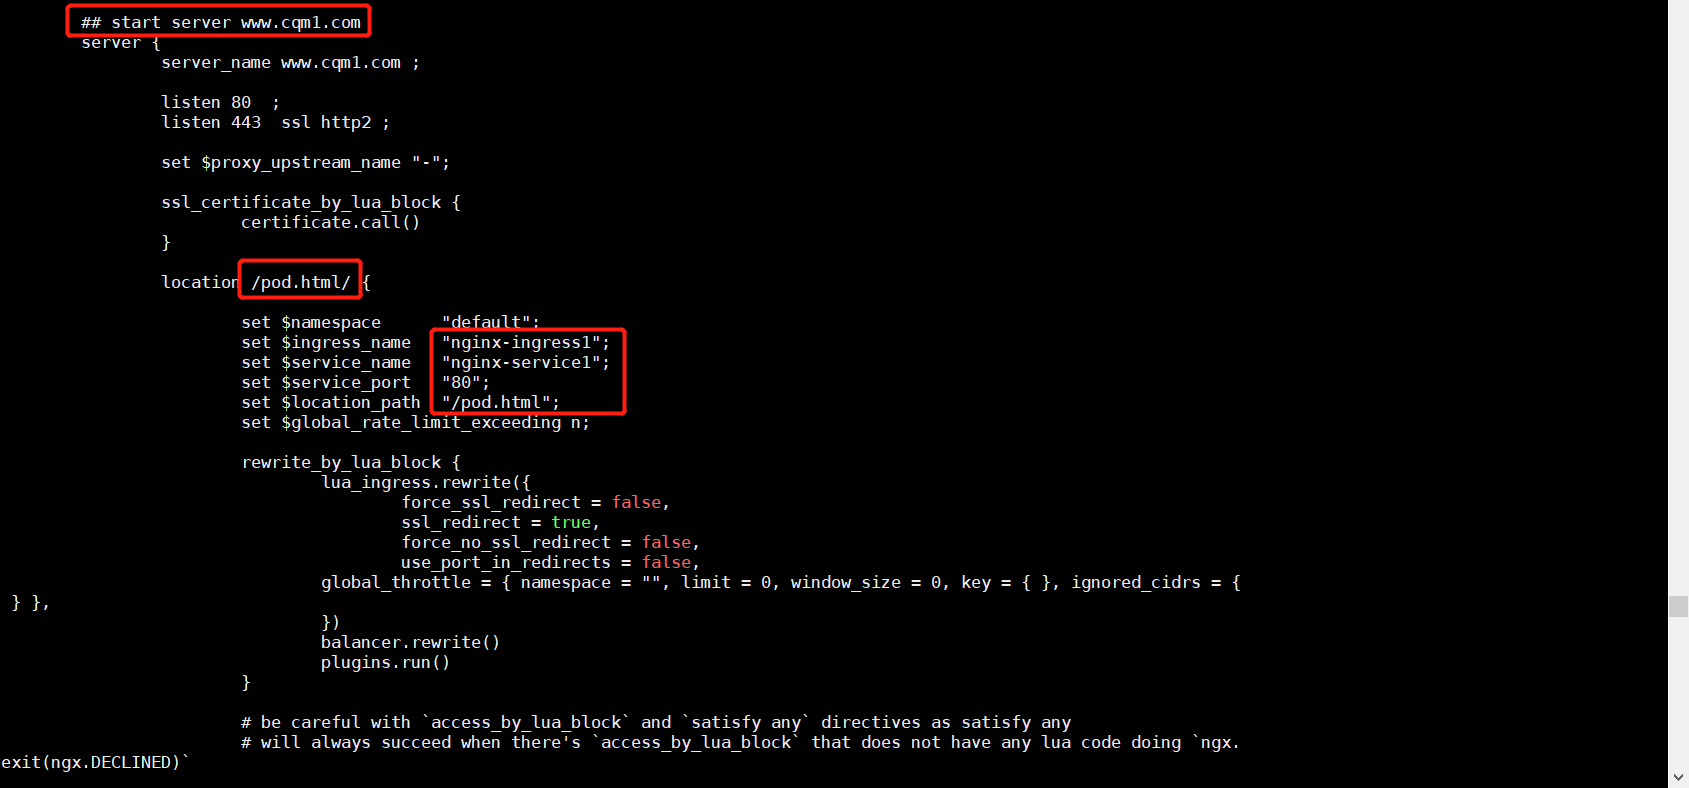 ## start server www.cqm1.com
server {
server_name www.cqm1.com ;
listen 80  ;
listen 443  ssl http2 ;
set $proxy_upstream_name "-";
ssl_certificate_by_lua_block {
certificate.call()
}
location /pod.html/ {
set $namespace      "default";
set $ingress_name   "nginx-ingress1";
set $service_name   "nginx-service1";
set $service_port   "80";
set $location_path  "/pod.html";
set $global_rate_limit_exceeding n;
rewrite_by_lua_block {
lua_ingress.rewrite({
force_ssl_redirect = false,
ssl_redirect = true,
force_no_ssl_redirect = false,
use_port_in_redirects = false,
global_throttle = { namespace = "", limit = 0, window_size = 0, key = { }, ignored_cidrs = {
} },
})
balancer.rewrite()
plugins.run()
}
# be careful with `access_by_lua_block` and `satisfy any` directives as satisfy any
# will always succeed when there's `access_by_lua_block` that does not have any lua code doing `ngx.
exit(ngx.DECLINED)`